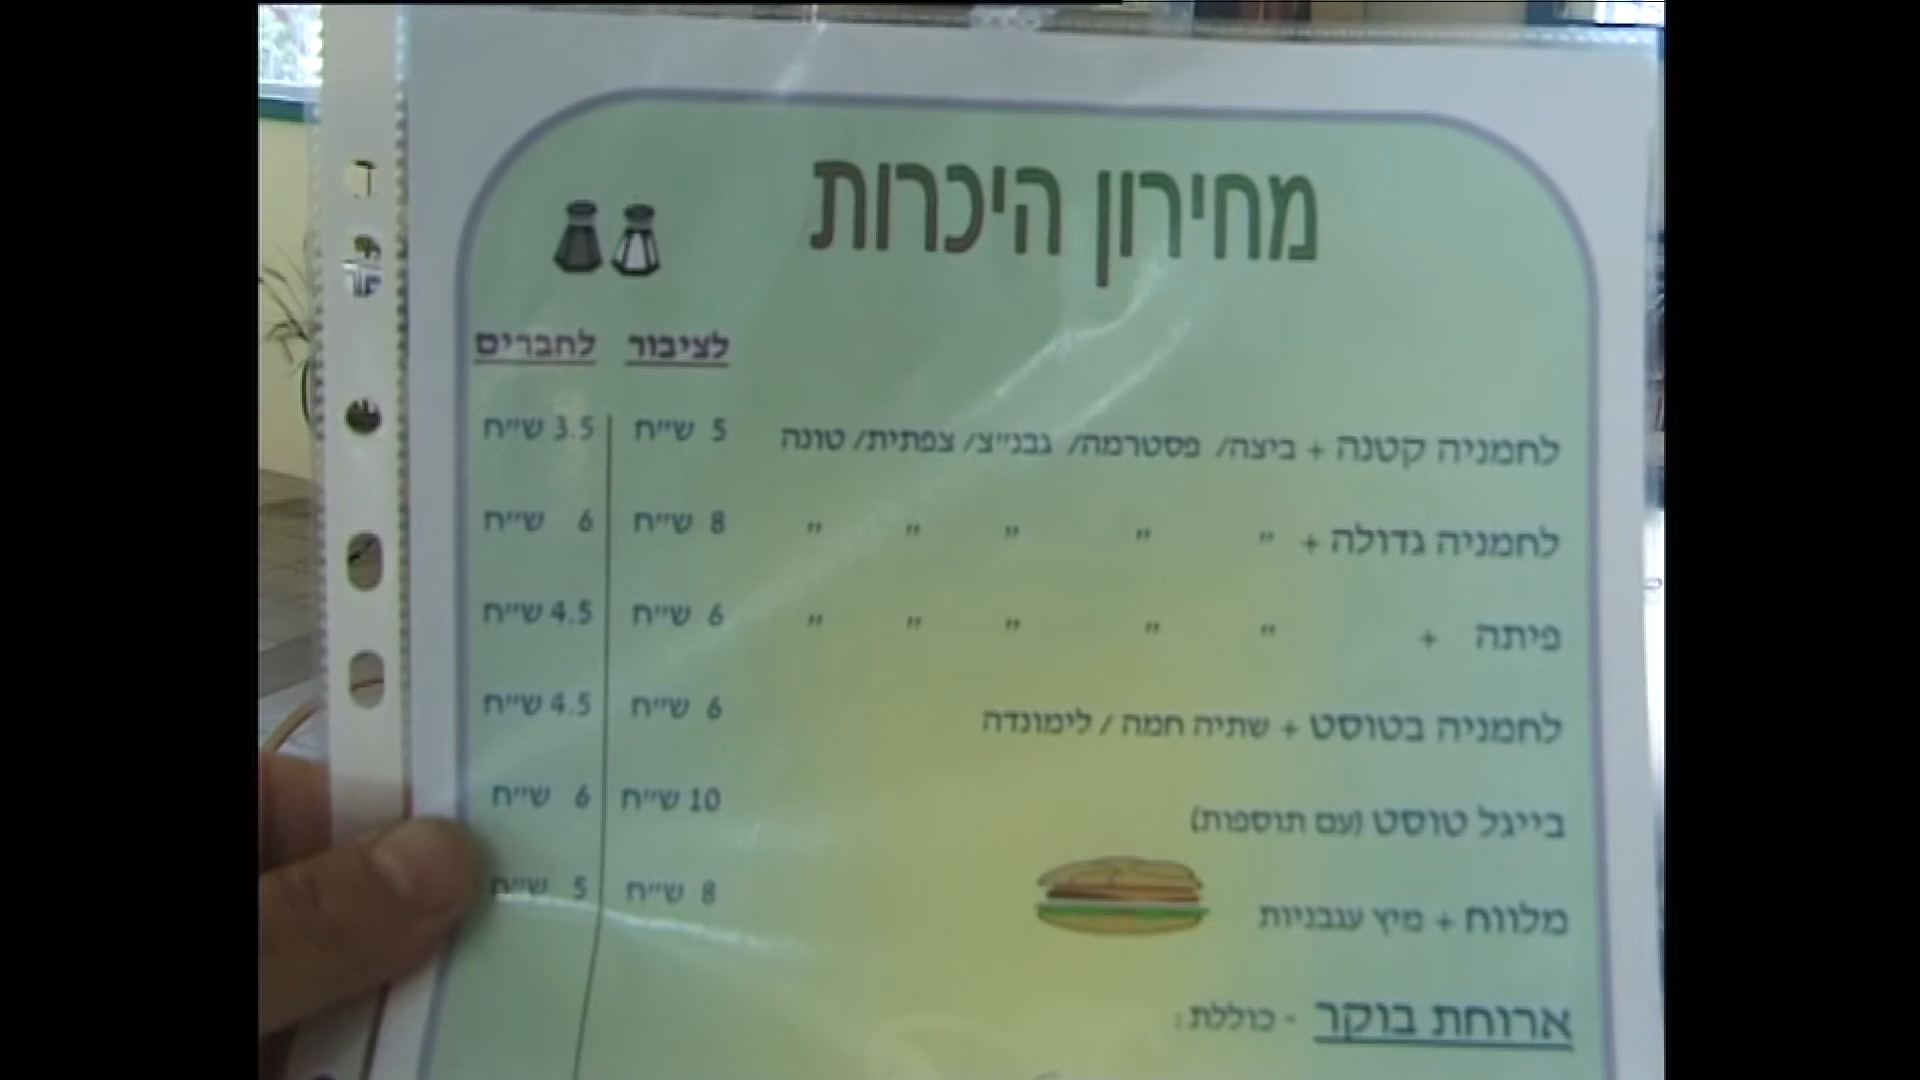 מחירון היכרות
לציבור לחברים
לחמניה קטנה + ביצה/ פסטרמה/ גבנ"צ/ צפתית/ טונה 5 ש"ח 3.5 ש"ח
לחמניה גדולה + " " " " " 8 ש"ח 6 ש"ח
פיתה + " " " " " 6 ש"ח 4.5 ש"ח
לחמניה בטוסט + שתיה חמה / לימונדה 6 ש"ח 4.5 ש"ח
בייגל טוסט (עם תוספות) 10 ש"ח 6 ש"ח
מלווח + מיץ עגבניות 8 ש"ח 5 ש"ח
ארוחת בוקר - כוללת: